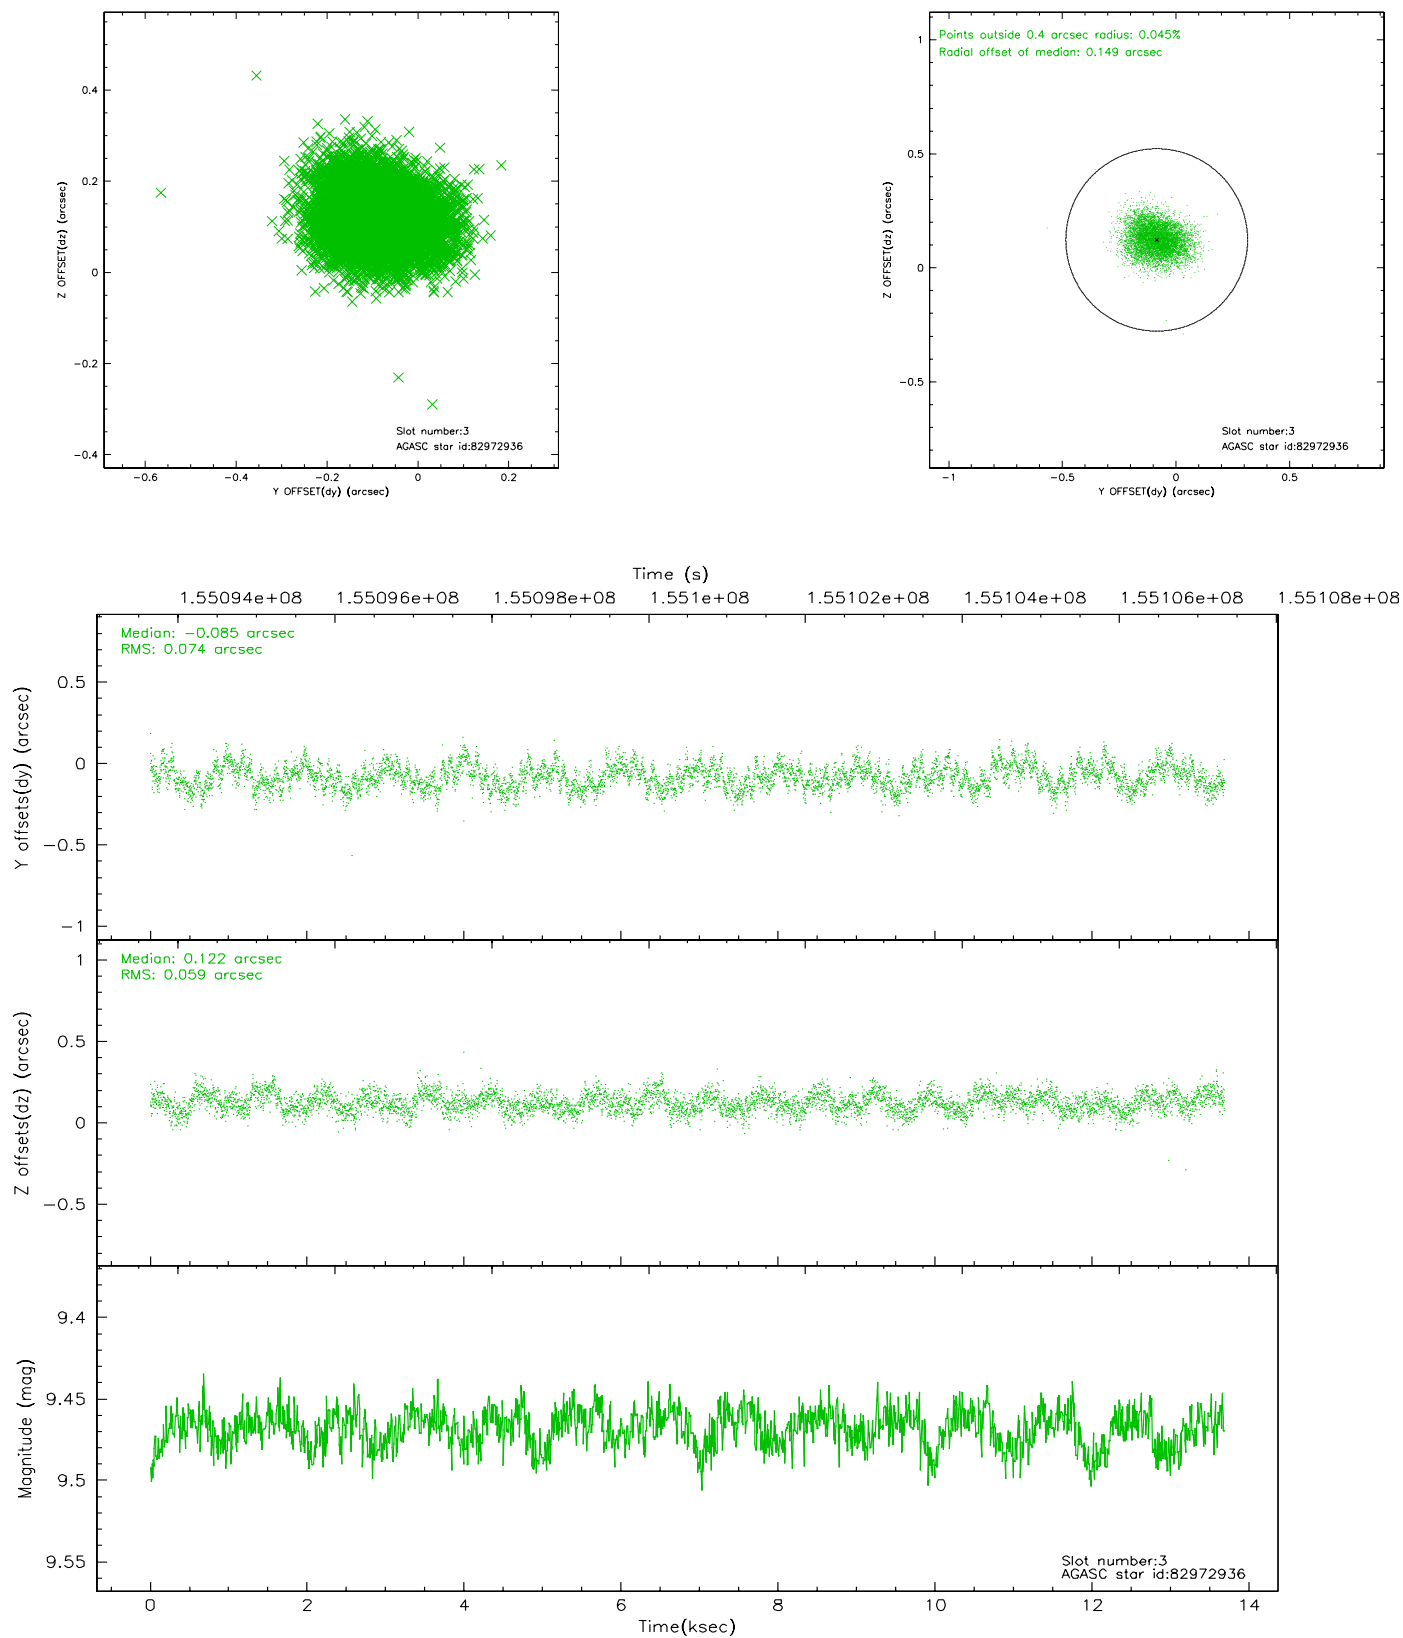 0.4
0.2
0
−0.2
−0.4
Z OFFSET(dz) (arcsec)
Slot number:3
AGASC star id:82972936
−0.6 −0.4 −0.2 0 0.2
Y OFFSET(dy) (arcsec)
Points outside 0.4 arcsec radius: 0.045%
Radial offset of median: 0.149 arcsec
1
0.5
0
−0.5
Z OFFSET(dz) (arcsec)
Slot number:3
AGASC star id:82972936
−1 −0.5 0 0.5
Y OFFSET(dy) (arcsec)
Time (s)
1.55094e+08 1.55096e+08 1.55098e+08 1.551e+08 1.55102e+08 1.55104e+08 1.55106e+08 1.55108e+08
Median: −0.085 arcsec
RMS: 0.074 arcsec
0.5
0
−0.5
−1
Y offsets(dy) (arcsec)
Median: 0.122 arcsec
RMS: 0.059 arcsec
1
0.5
0
−0.5
Z offsets(dz) (arcsec)
9.4
9.45
9.5
9.55
Magnitude (mag)
Slot number:3
AGASC star id:82972936
0 2 4 6 8 10 12 14
Time(ksec)